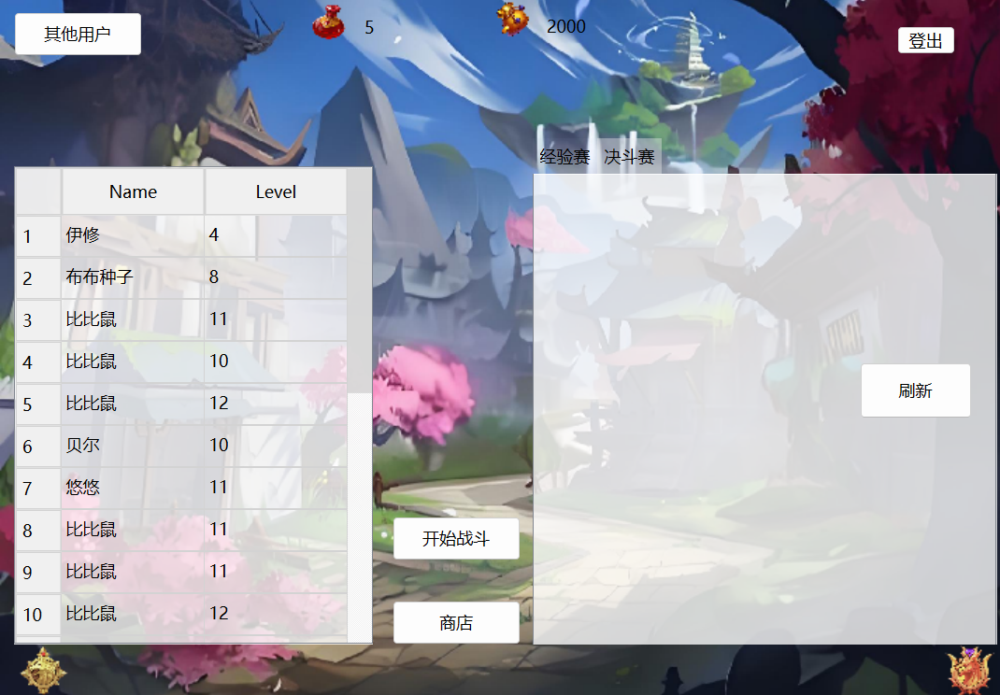 其他用户
5
2000
登出
经验赛 决斗赛
Name Level
1 伊修 4
2 布布种子 8
3 比比鼠 11
4 比比鼠 10
5 比比鼠 12
6 贝尔 10
7 悠悠 11
8 比比鼠 11
9 比比鼠 11
10 比比鼠 12
刷新
开始战斗
商店